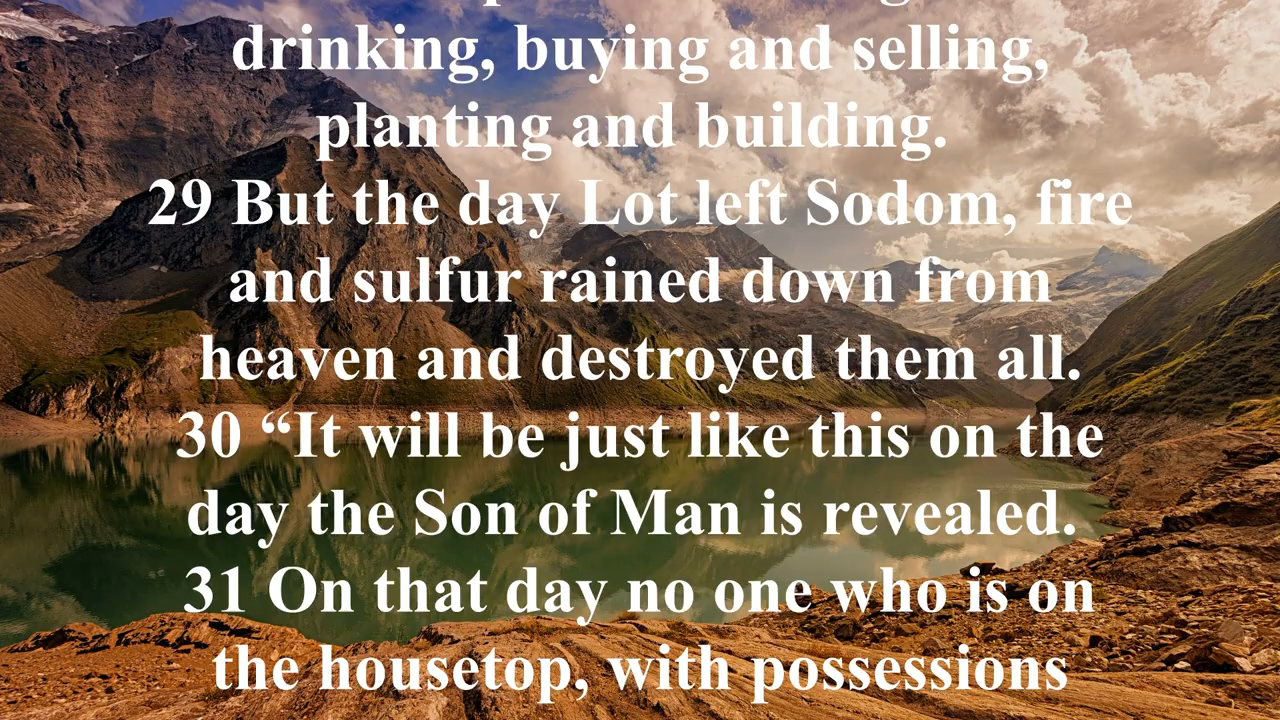 drinking, buying and selling,
planting and building.
29 But the day Lot left Sodom, fire
and sulfur rained down from
heaven and destroyed them all.
30 “It will be just like this on the
day the Son of Man is revealed.
31 On that day no one who is on
the housetop, with possessions